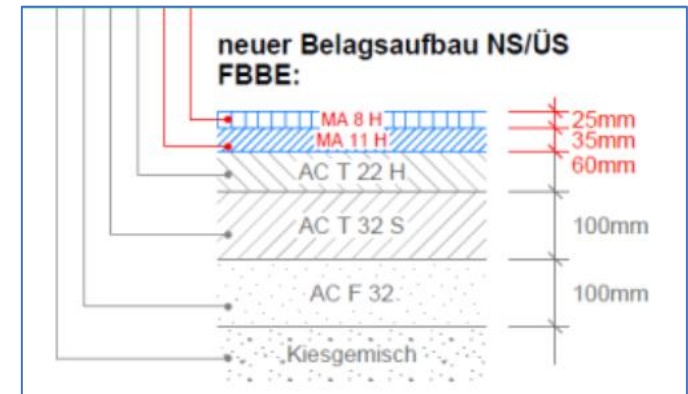 neuer Belagsaufbau NS/ÜS
FBBE:
MA 8 H
25mm
MA 11 H
35mm
60mm
AC T 22 H
AC T 32 S
100mm
AC F 32
100mm
Kiesgemisch